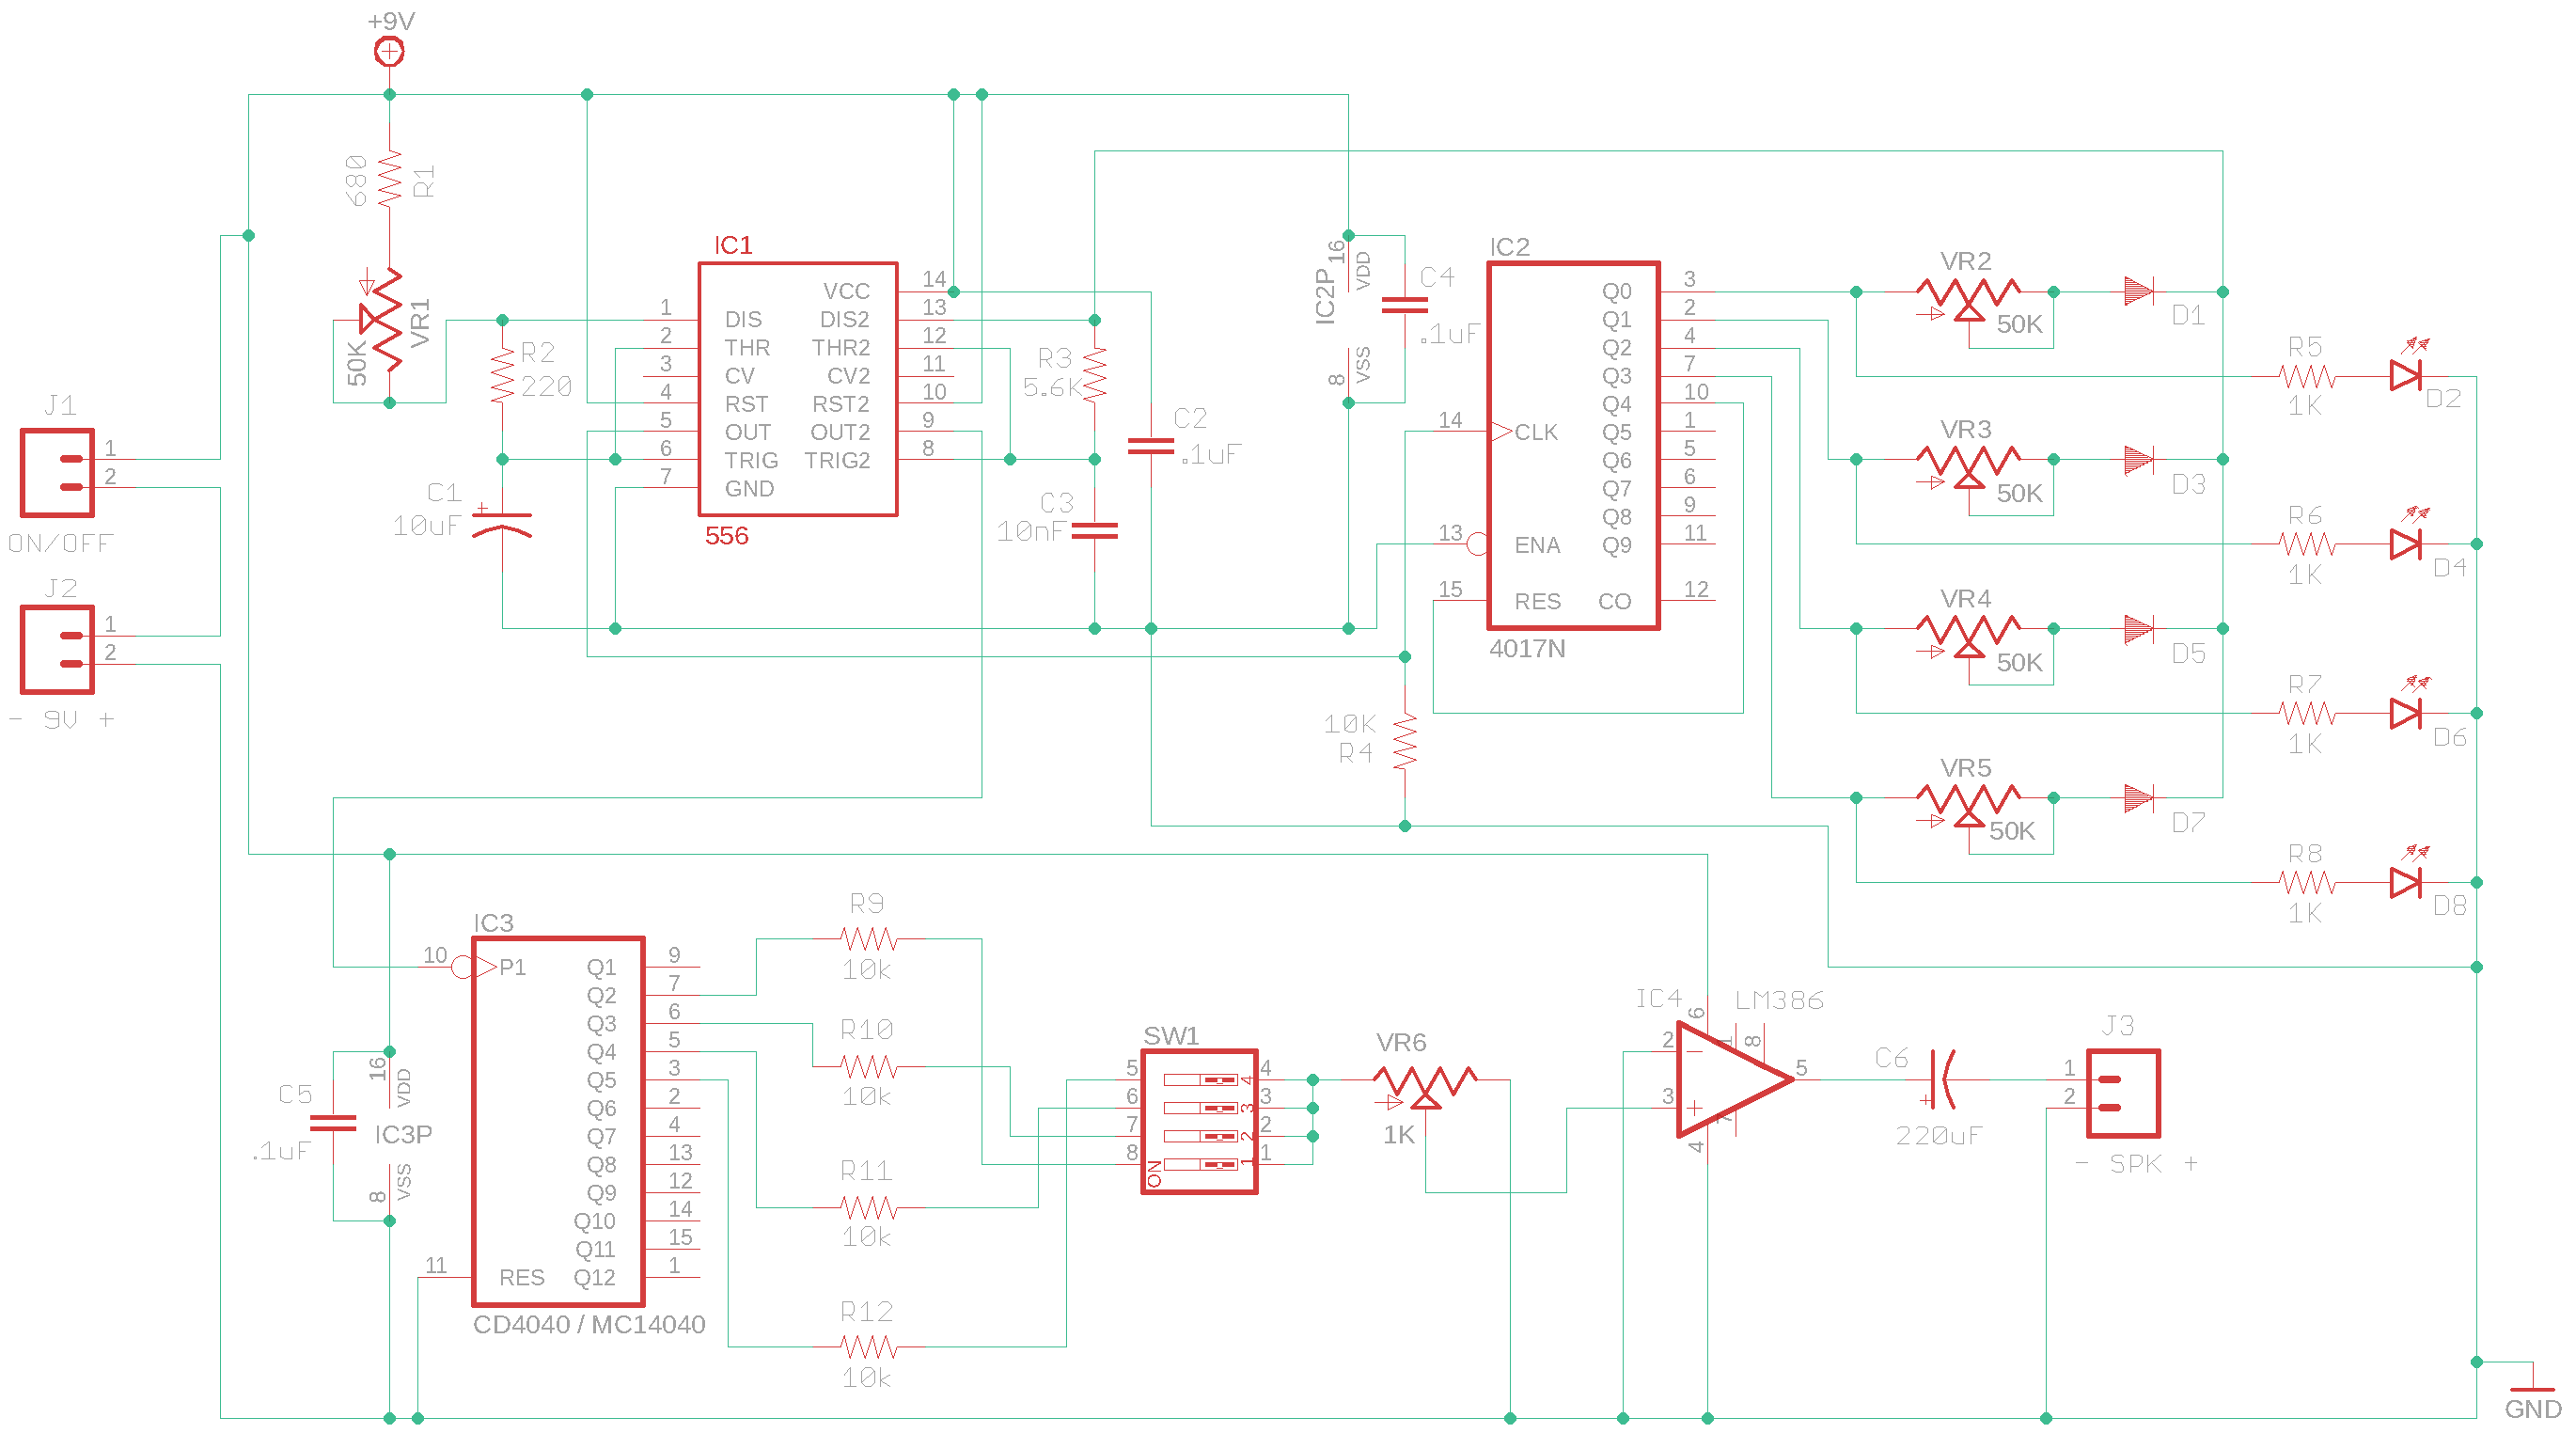 +9V
680
R1
50K
VR1
J1
1
2
ON/OFF
J2
1
2
- 9V +
R2
220
C1
+
10uF
IC1
1
2
3
4
5
6
7
DIS
THR
CV
RST
OUT
TRIG
GND
VCC
DIS2
THR2
CV2
RST2
OUT2
TRIG2
14
13
12
11
10
9
8
556
R3
5.6K
C3
10nF
C2
.1uF
IC2P
16
VDD
8
VSS
C4
.1uF
IC2
14
CLK
13
ENA
15
RES
Q0
Q1
Q2
Q3
Q4
Q5
Q6
Q7
Q8
Q9
CO
3
2
4
7
10
1
5
6
9
11
12
4017N
10K
R4
VR2
50K
D1
R5
1K
D2
VR3
50K
D3
R6
1K
D4
VR4
50K
D5
R7
1K
D6
VR5
50K
D7
R8
1K
D8
IC3
10
P1
11
RES
Q1
Q2
Q3
Q4
Q5
Q6
Q7
Q8
Q9
Q10
Q11
Q12
9
7
6
5
3
2
4
13
12
14
15
1
CD4040 / MC14040
C5
.1uF
16
VDD
IC3P
8
VSS
R9
10k
R10
10k
R11
10k
R12
10k
SW1
5
6
7
8
4
3
2
1
ON
4
3
2
1
VR6
1K
IC4
LM386
6
2
3
4
1
8
7
5
C6
+
220uF
J3
1
2
- SPK +
GND